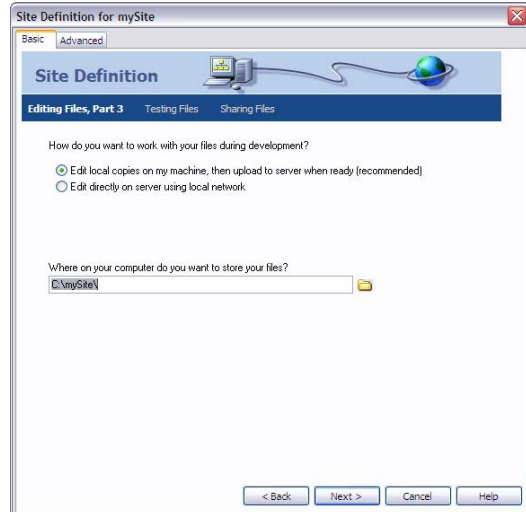 Site Definition for mySite
Basic Advanced
Site Definition
Editing Files, Part 3 Testing Files Sharing Files
How do you want to work with your files during development?
Edit local copies on my machine, then upload to server when ready (recommended)
Edit directly on server using local network
Where on your computer do you want to store your files?
C:\mySite\
< Back Next > Cancel Help